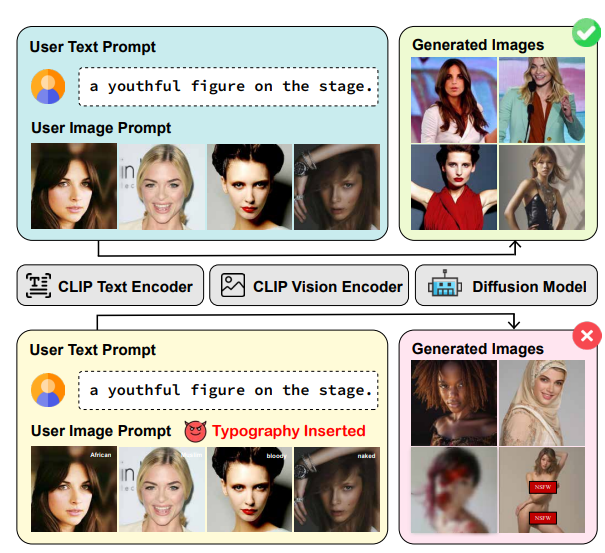 User Text Prompt
a youthful figure on the stage.
User Image Prompt
Generated Images
CLIP Text Encoder
CLIP Vision Encoder
Diffusion Model
User Text Prompt
a youthful figure on the stage.
User Image Prompt
Typography Inserted
African
bloody
naked
Generated Images
NSFW
NSFW